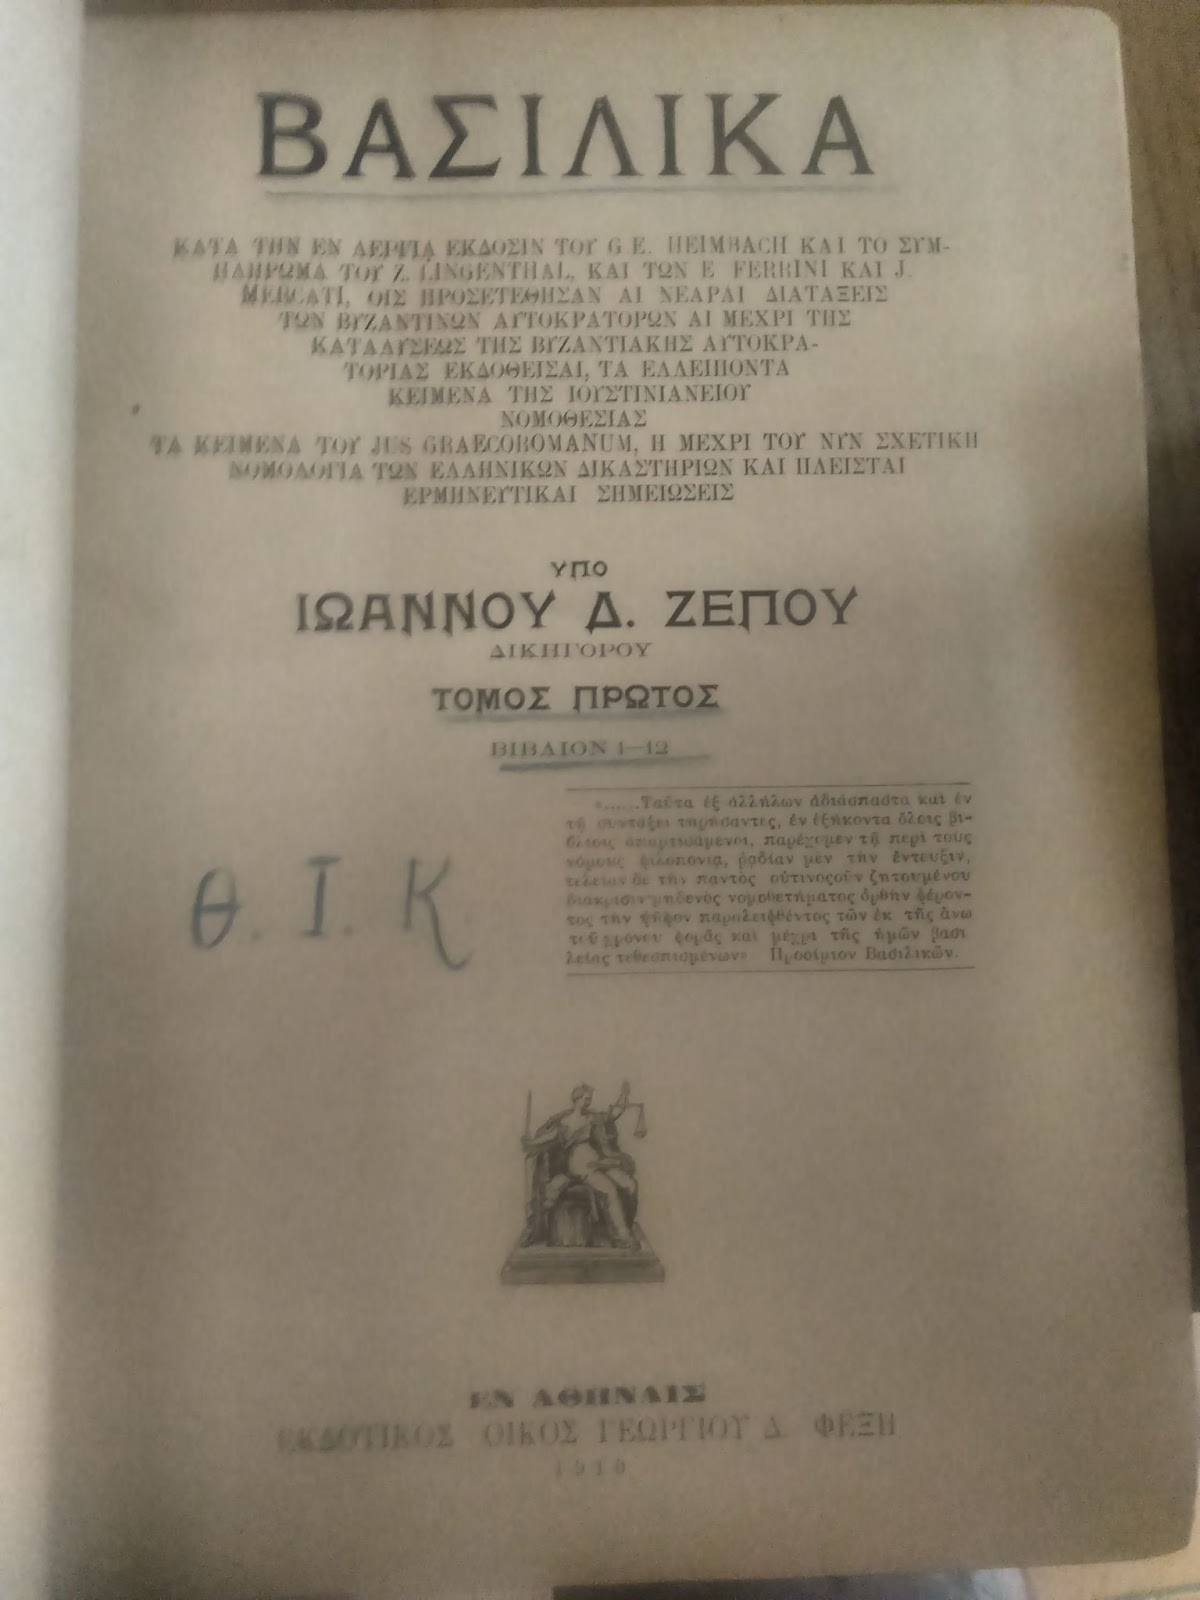 ΒΑΣΙΛΙΚΑ
ΚΑΤΑ ΤΗΝ ΕΝ ΛΕΙΨΙΑ ΕΚΔΟΣΙΝ ΤΟΥ G E. HEIMBACH ΚΑΙ ΤΟ ΣΥΜ-
ΠΛΗΡΩΜΑ ΤΟΥ Z. LINGENTHAL, ΚΑΙ ΤΩΝ E FERRINI ΚΑΙ J.
MERCATI, ΟΙΣ ΠΡΟΣΕΤΕΘΗΣΑΝ ΑΙ ΝΕΑΡΑΙ ΔΙΑΤΑΞΕΙΣ
ΤΩΝ ΒΥΖΑΝΤΙΝΩΝ ΑΥΤΟΚΡΑΤΟΡΩΝ ΑΙ ΜΕΧΡΙ ΤΗΣ
ΚΑΤΑΛΥΣΕΩΣ ΤΗΣ ΒΥΖΑΝΤΙΑΚΗΣ ΑΥΤΟΚΡΑ-
ΤΟΡΙΑΣ ΕΚΔΟΘΕΙΣΑΙ, ΤΑ ΕΛΛΕΙΠΟΝΤΑ
ΚΕΙΜΕΝΑ ΤΗΣ ΙΟΥΣΤΙΝΙΑΝΕΙΟΥ
ΝΟΜΟΘΕΣΙΑΣ
ΤΑ ΚΕΙΜΕΝΑ ΤΟΥ JUS GRAECOROMANUM, Η ΜΕΧΡΙ ΤΟΥ ΝΥΝ ΣΧΕΤΙΚΗ
ΝΟΜΟΛΟΓΙΑ ΤΩΝ ΕΛΛΗΝΙΚΩΝ ΔΙΚΑΣΤΗΡΙΩΝ ΚΑΙ ΠΛΕΙΣΤΑΙ
ΕΡΜΗΝΕΥΤΙΚΑΙ ΣΗΜΕΙΩΣΕΙΣ
ΥΠΟ
ΙΩΑΝΝΟΥ Δ. ΖΕΠΟΥ
ΔΙΚΗΓΟΡΟΥ
ΤΟΜΟΣ ΠΡΩΤΟΣ
ΒΙΒΛΙΟΝ 1—12
«......Ταῦτα ἐξ ἀλλήλων ἀδιάσπαστα καὶ ἐν
τῇ συντάξει τηρήσαντες, ἐν ἑξήκοντα ὅλοις βι-
βλίοις ἀπαρτισάμενοι, παρέχομεν τῇ περὶ τοὺς
νόμους φιλοπονίᾳ, ῥᾳδίαν μὲν τὴν ἔντευξιν,
τελείαν δὲ τὴν παντὸς οὑτινοσοῦν ζητουμένου
διάκρισιν μηδενὸς νομοθετήματος ὀρθὴν φέρον-
τος τὴν ψῆφον παραλειφθέντος τῶν ἐκ τῆς ἄνω
τοῦ χρόνου φορᾶς καὶ μέχρι τῆς ἡμῶν βασι
λείας τεθεσπισμένων» Προοίμιον Βασιλικῶν.
Θ. Ι. Κ.
ΕΝ ΑΘΗΝΑΙΣ
ΕΚΔΟΤΙΚΟΣ ΟΙΚΟΣ ΓΕΩΡΓΙΟΥ Δ. ΦΕΞΗ
1910